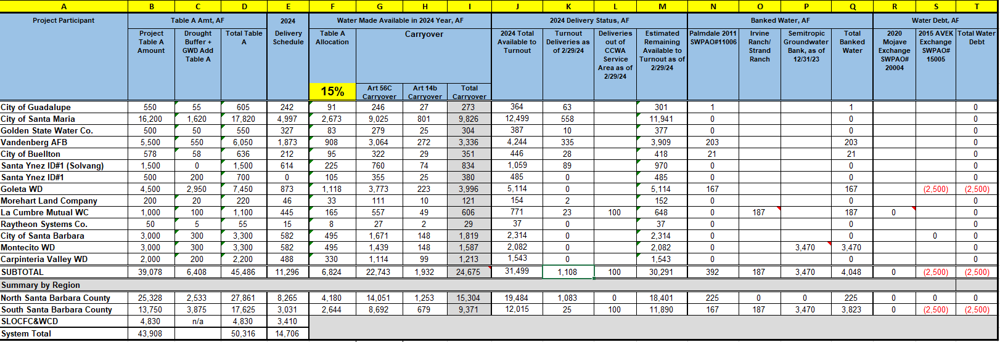 A B C D E F G H I J K L M N O P Q R S T
Project Participant Table A Amt, AF 2024 Water Made Available in 2024 Year, AF 2024 Delivery Status, AF Banked Water, AF Water Debt, AF
Project Drought Total Table Delivery Table A Carryover 2024 Total Turnout Deliveries Estimated Palmdale 2011 Irvine Semitropic Total 2020 2015 AVEK Total Water
Table A Buffer + A Schedule Allocation Available to Deliveries as out of Remaining SWPAO#11006 Ranch/ Groundwater Banked Mojave Exchange Debt
Amount GWD Add Turnout of 2/29/24 CCWA Available to Strand Bank, as of Water Exchange SWPAO#
Table A Service Turnout as of Ranch 12/31/23 SWPAO# 15005
Area as of 2/29/24 20004
2/29/24
15% Art 56C Art 14b Total
Carryover Carryover Carryover
City of Guadalupe 550 55 605 242 91 246 27 273 364 63 301 1 1 0
City of Santa Maria 16,200 1,620 17,820 4,997 2,673 9,025 801 9,826 12,499 558 11,941 0 0 0
Golden State Water Co. 500 50 550 327 83 279 25 304 387 10 377 0 0 0
Vandenberg AFB 5,500 550 6,050 1,873 908 3,064 272 3,336 4,244 335 3,909 203 203 0
City of Buellton 578 58 636 212 95 322 29 351 446 28 418 21 21 0
Santa Ynez ID#1 (Solvang) 1,500 0 1,500 614 225 760 74 834 1,059 89 970 0 0 0
Santa Ynez ID#1 500 200 700 0 105 355 25 380 485 0 485 0 0 0
Goleta WD 4,500 2,950 7,450 873 1,118 3,773 223 3,996 5,114 0 5,114 167 167 (2,500) (2,500)
Morehart Land Company 200 20 220 46 33 111 10 121 154 2 152 0 0 0
La Cumbre Mutual WC 1,000 100 1,100 445 165 557 49 606 771 23 100 648 0 187 187 0 0
Raytheon Systems Co. 50 5 55 15 8 27 2 29 37 0 37 0 0 0
City of Santa Barbara 3,000 300 3,300 582 495 1,671 148 1,819 2,314 0 2,314 0 0 0 0
Montecito WD 3,000 300 3,300 582 495 1,439 148 1,587 2,082 0 2,082 0 3,470 3,470 0
Carpinteria Valley WD 2,000 200 2,200 488 330 1,114 99 1,213 1,543 0 1,543 0 0 0
SUBTOTAL 39,078 6,408 45,486 11,296 6,824 22,743 1,932 24,675 31,499 1,108 100 30,291 392 187 3,470 4,048 0 (2,500) (2,500)
Summary by Region
North Santa Barbara County 25,328 2,533 27,861 8,265 4,180 14,051 1,253 15,304 19,484 1,083 0 18,401 225 0 0 225 0 0 0
South Santa Barbara County 13,750 3,875 17,625 3,031 2,644 8,692 679 9,371 12,015 25 100 11,890 167 187 3,470 3,823 0 (2,500) (2,500)
SLOCFC&WCD 4,830 n/a 4,830 3,410
System Total 43,908 50,316 14,706